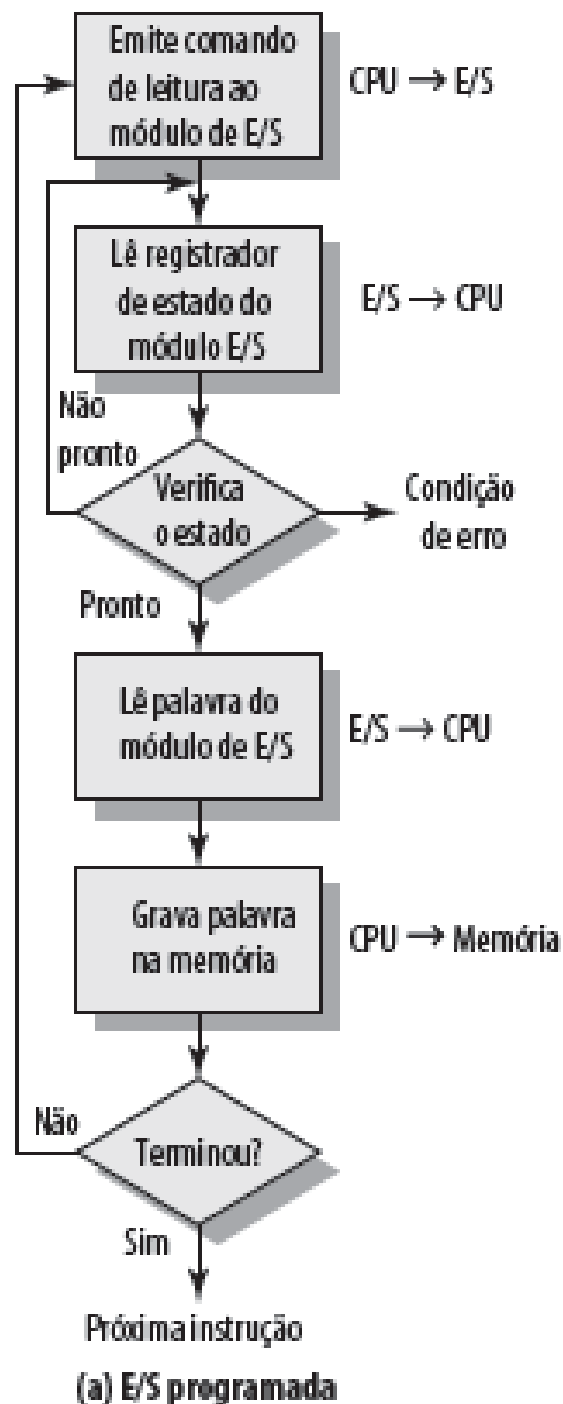 Emite comando
de leitura ao
módulo de E/S
CPU → E/S
Lê registrador
de estado do
módulo E/S
E/S → CPU
Não
pronto
Verifica
o estado
Condição
de erro
Pronto
Lê palavra do
módulo de E/S
E/S → CPU
Grava palavra
na memória
CPU → Memória
Não
Terminou?
Sim
Próxima instrução
(a) E/S programada